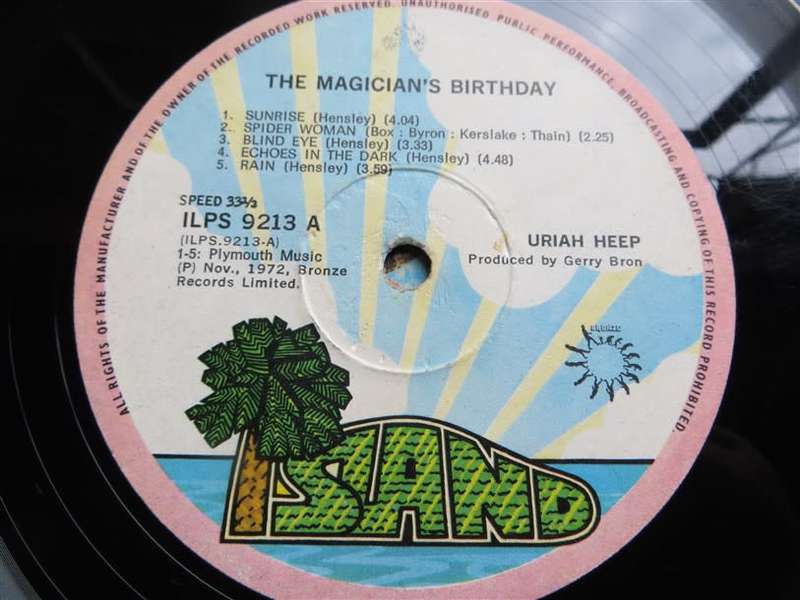 ALL RIGHTS OF THE MANUFACTURER AND OF THE OWNER OF THE RECORDED WORK RESERVED. UNAUTHORISED PUBLIC PERFORMANCE, BROADCASTING AND COPYING OF THIS RECORD PROHIBITED.
THE MAGICIAN'S BIRTHDAY
1. SUNRISE (Hensley) (4.04)
2. SPIDER WOMAN (Box : Byron : Kerslake : Thain) (2.25)
3. BLIND EYE (Hensley) (3.33)
4. ECHOES IN THE DARK (Hensley) (4.48)
5. RAIN (Hensley) (3.59)
SPEED 33⅓
ILPS 9213 A
(ILPS.9213-A)
1-5: Plymouth Music
(P) Nov., 1972, Bronze
Records Limited.
URIAH HEEP
Produced by Gerry Bron
ISLAND